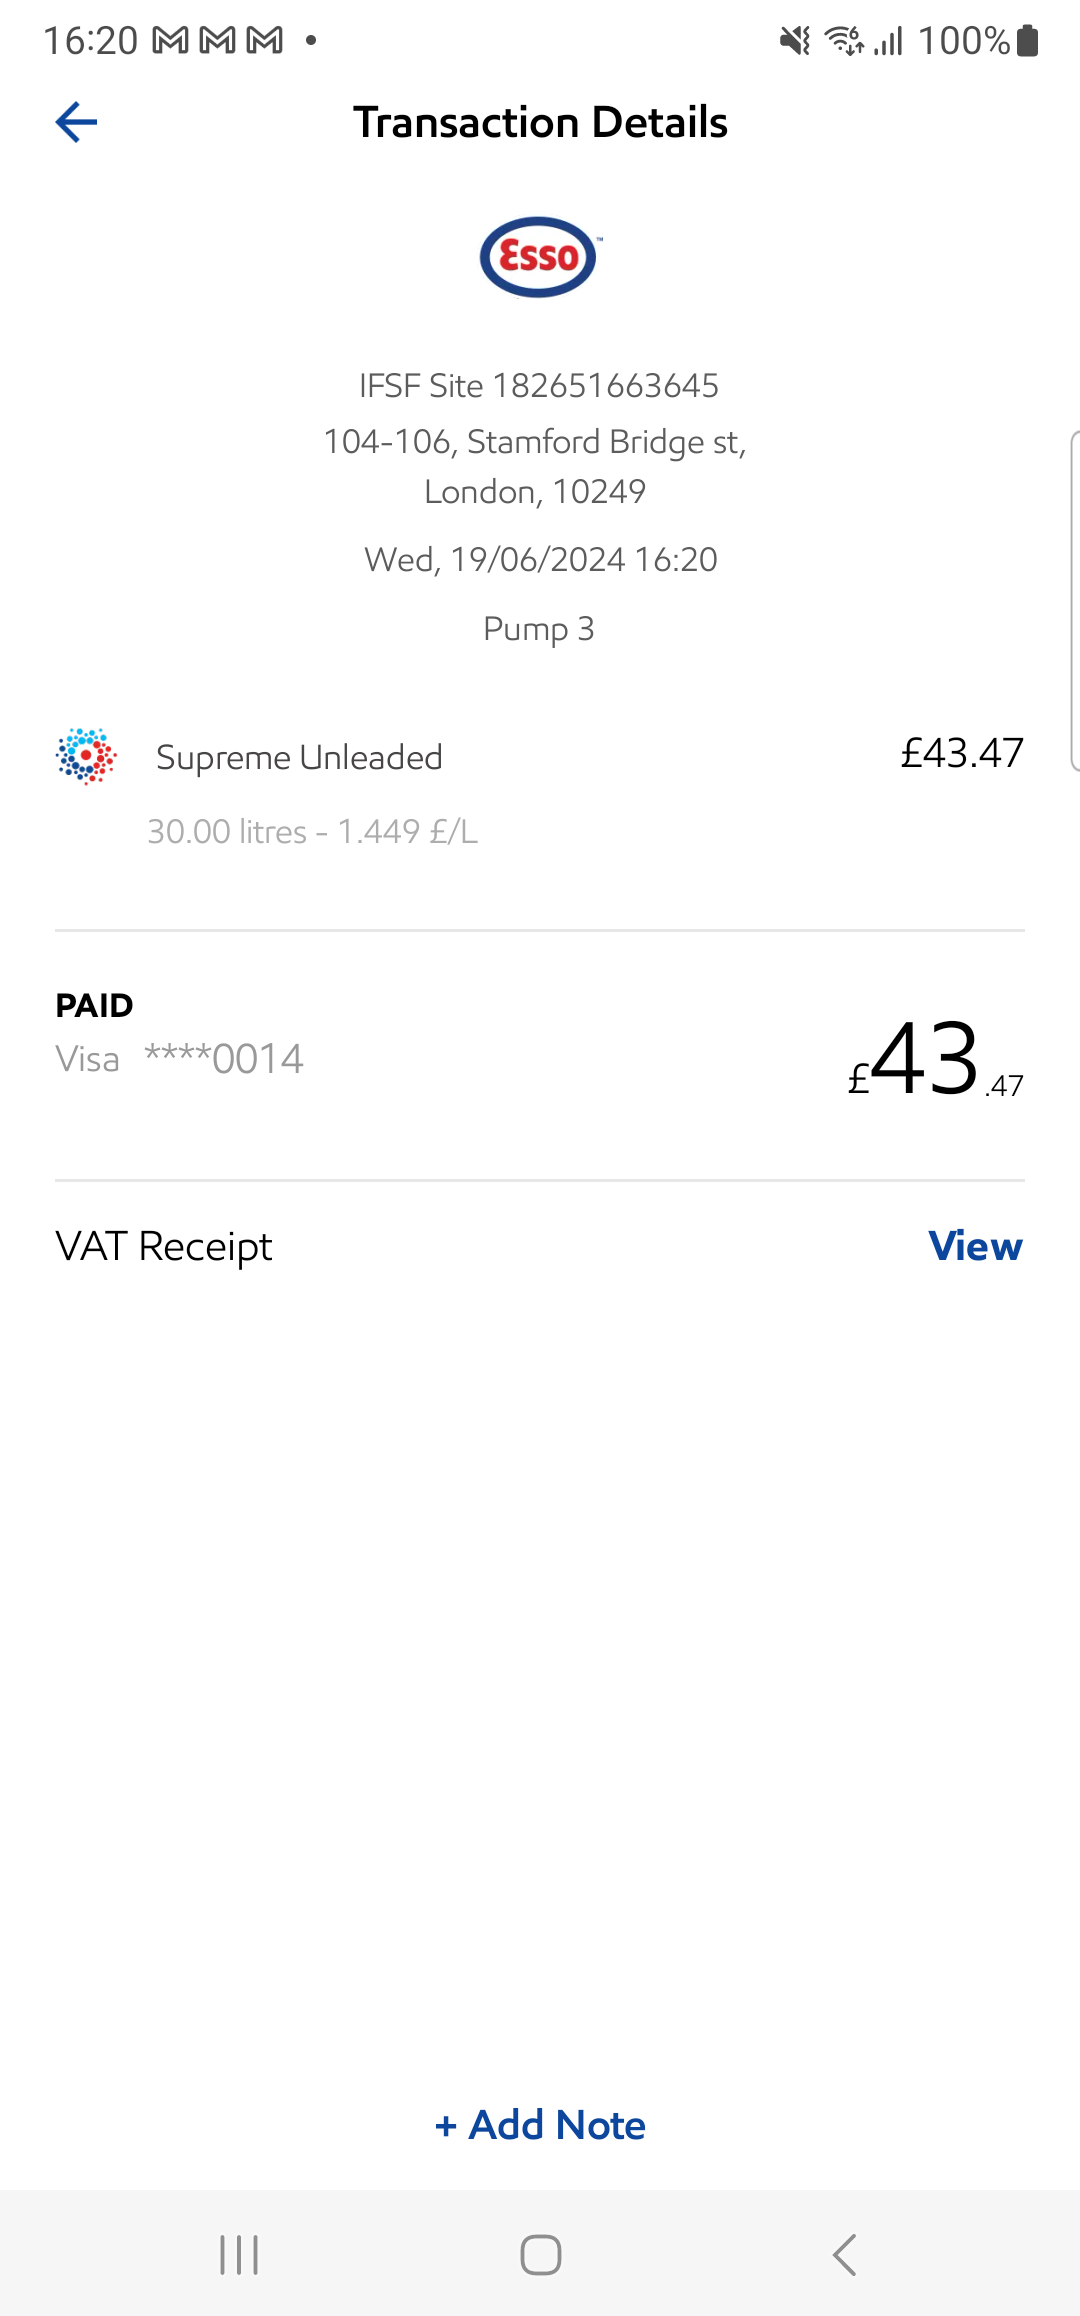 16:20
100%
Transaction Details
Esso
IFSF Site 182651663645
104-106, Stamford Bridge st,
London, 10249
Wed, 19/06/2024 16:20
Pump 3
Supreme Unleaded £43.47
30.00 litres - 1.449 £/L
PAID
Visa ****0014
£43.47
VAT Receipt View
+ Add Note